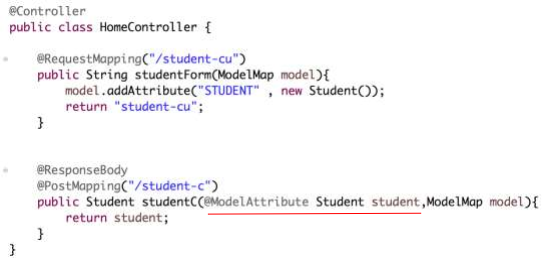 @Controller
public class HomeController {
@RequestMapping("/student-cu")
public String studentForm(ModelMap model){
model.addAttribute("STUDENT" , new Student());
return "student-cu";
}
@ResponseBody
@PostMapping("/student-c")
public Student studentC(@ModelAttribute Student student,ModelMap model){
return student;
}
}